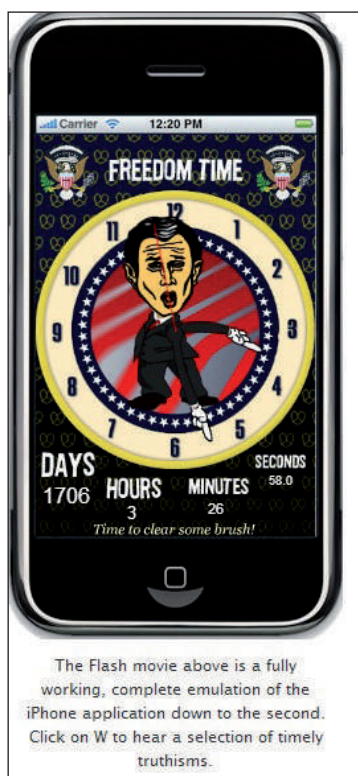 Carrier 12:20 PM
FREEDOM TIME
12
11 1
10 2
9 3
8 4
7 5
6
DAYS HOURS MINUTES SECONDS
1706 3 26 58.0
Time to clear some brush!
The Flash movie above is a fully
working, complete emulation of the
iPhone application down to the second.
Click on W to hear a selection of timely
truthisms.